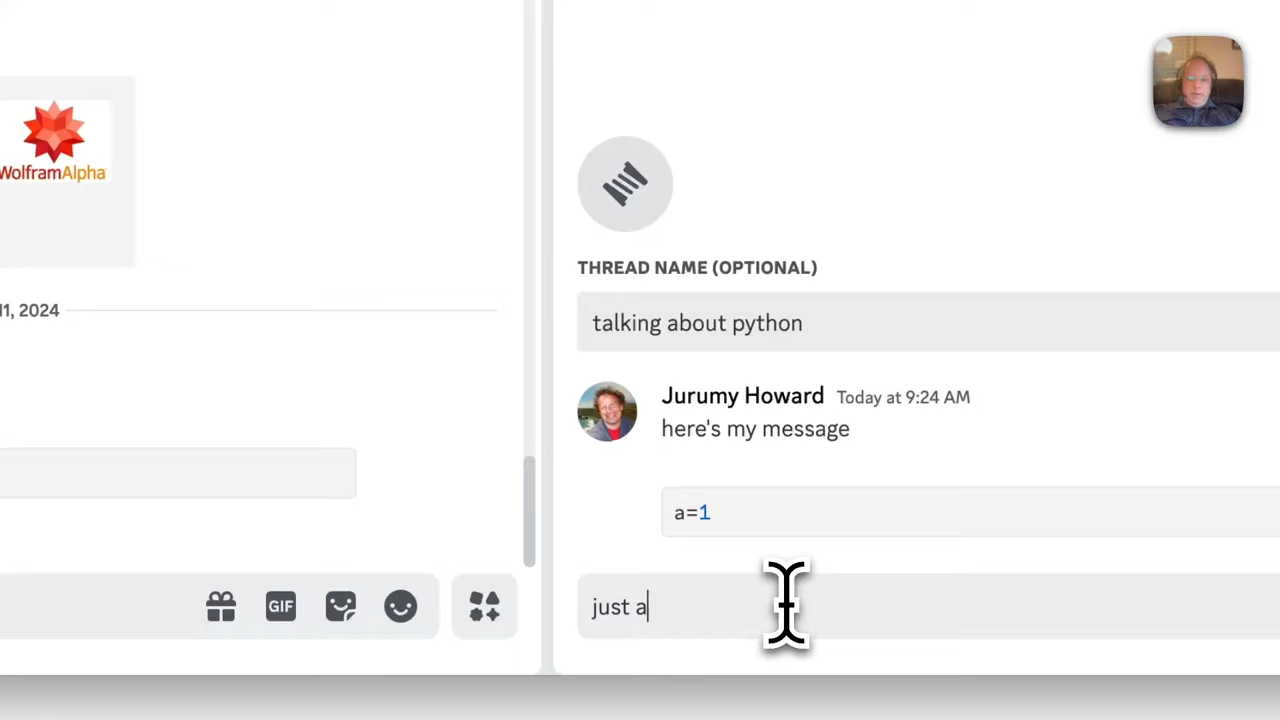 WolframAlpha
11, 2024
GIF
THREAD NAME (OPTIONAL)
talking about python
Jurumy Howard Today at 9:24 AM
here's my message
a=1
just a